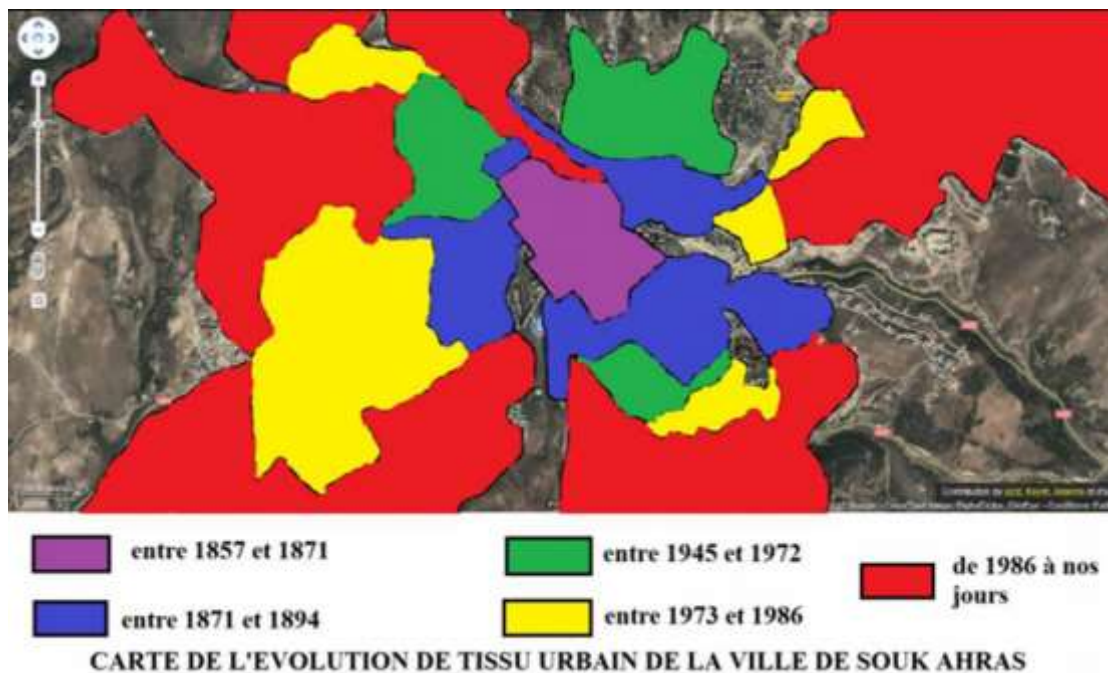 entre 1857 et 1871
entre 1871 et 1894
entre 1945 et 1972
entre 1973 et 1986
de 1986 à nos
jours
CARTE DE L'EVOLUTION DE TISSU URBAIN DE LA VILLE DE SOUK AHRAS